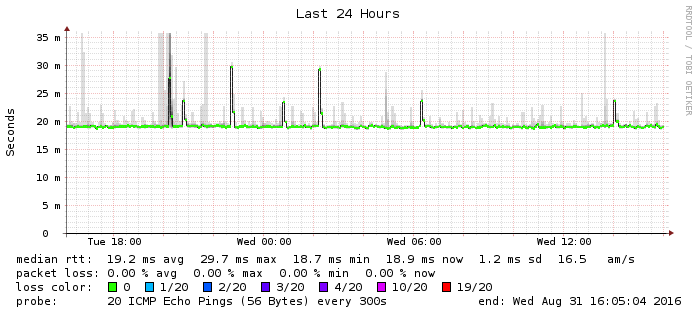 Last 24 Hours
RRDTOOL / TOBI OETIKER
Seconds
35 m
30 m
25 m
20 m
15 m
10 m
5 m
0
Tue 18:00 Wed 00:00 Wed 06:00 Wed 12:00
median rtt: 19.2 ms avg 29.7 ms max 18.7 ms min 18.9 ms now 1.2 ms sd 16.5 am/s
packet loss: 0.00 % avg 0.00 % max 0.00 % min 0.00 % now
loss color: 0 1/20 2/20 3/20 4/20 10/20 19/20
probe: 20 ICMP Echo Pings (56 Bytes) every 300s end: Wed Aug 31 16:05:04 2016